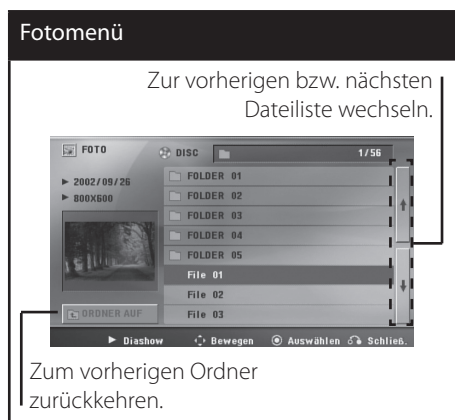 Fotomenü
Zur vorherigen bzw. nächsten
Dateiliste wechseln.
FOTO
DISC
1/56
► 2002/09/26
► 800X600
FOLDER 01
FOLDER 02
FOLDER 03
FOLDER 04
FOLDER 05
File 01
File 02
File 03
ORDNER AUF
► Diashow
Bewegen
Auswählen
Schließ.
Zum vorherigen Ordner
zurückkehren.